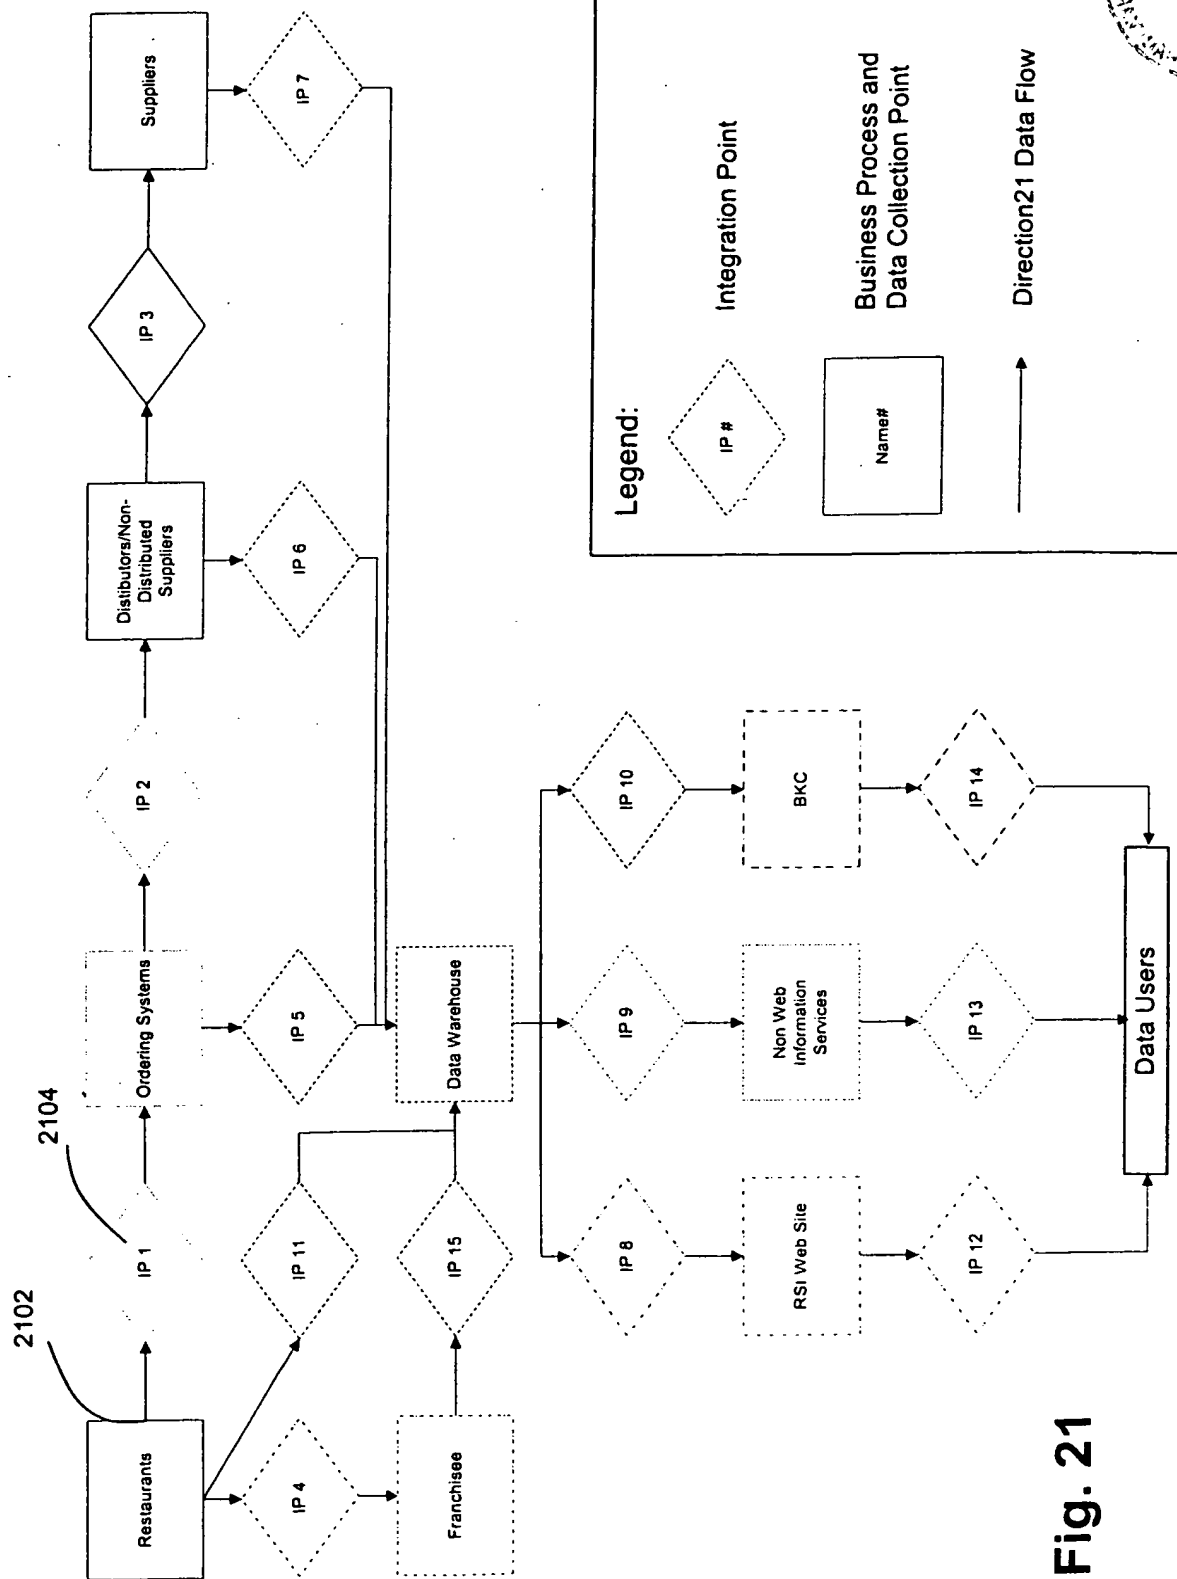 2102
2104
Restaurants
IP 1
Ordering Systems
IP 2
Distibutors/Non-
Distributed
Suppliers
IP 3
Suppliers
IP 4
IP 11
IP 5
IP 6
IP 7
Franchisee
IP 15
Data Warehouse
IP 8
IP 9
IP 10
RSI Web Site
Non Web
Information
Services
BKC
IP 12
IP 13
IP 14
Data Users
Legend:
IP #
Integration Point
Name#
Business Process and
Data Collection Point
Direction21 Data Flow
Fig. 21